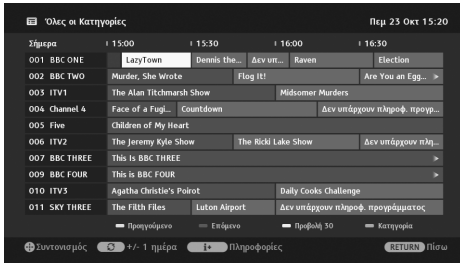 Όλες οι Κατηγορίες Πεμ 23 Οκτ 15:20
Σήμερα 15:00 15:30 16:00 16:30
001 BBC ONE LazyTown Dennis the... Δεν υπ... Raven Election
002 BBC TWO Murder, She Wrote Flog It! Are You an Egg...
003 ITV1 The Alan Titchmarsh Show Midsomer Murders
004 Channel 4 Face of a Fugi... Countdown Δεν υπάρχουν πληροφ. προγρ...
005 Five Children of My Heart
006 ITV2 The Jeremy Kyle Show The Ricki Lake Show Δεν υπάρχουν πλη...
007 BBC THREE This Is BBC THREE
009 BBC FOUR This is BBC FOUR
010 ITV3 Agatha Christie's Poirot Daily Cooks Challenge
011 SKY THREE The Filth Files Luton Airport Δεν υπάρχουν πληροφ. προγράμματος
Προηγούμενο Επόμενο Προβολή 30 Κατηγορία
Συντονισμός +/- 1 ημέρα i+ Πληροφορίες RETURN Πίσω